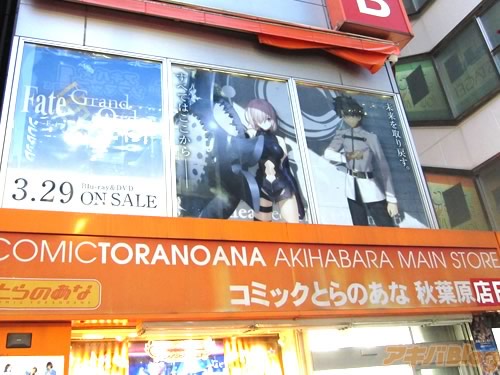 B
Fate
Grand
Order
すべてはここから
未来を取り戻す。
3.29 Blu-ray&DVD
ON SALE
COMICTORANOANA AKIHABARA MAIN STORE
とらのあな
コミックとらのあな 秋葉原店
アキバBlog